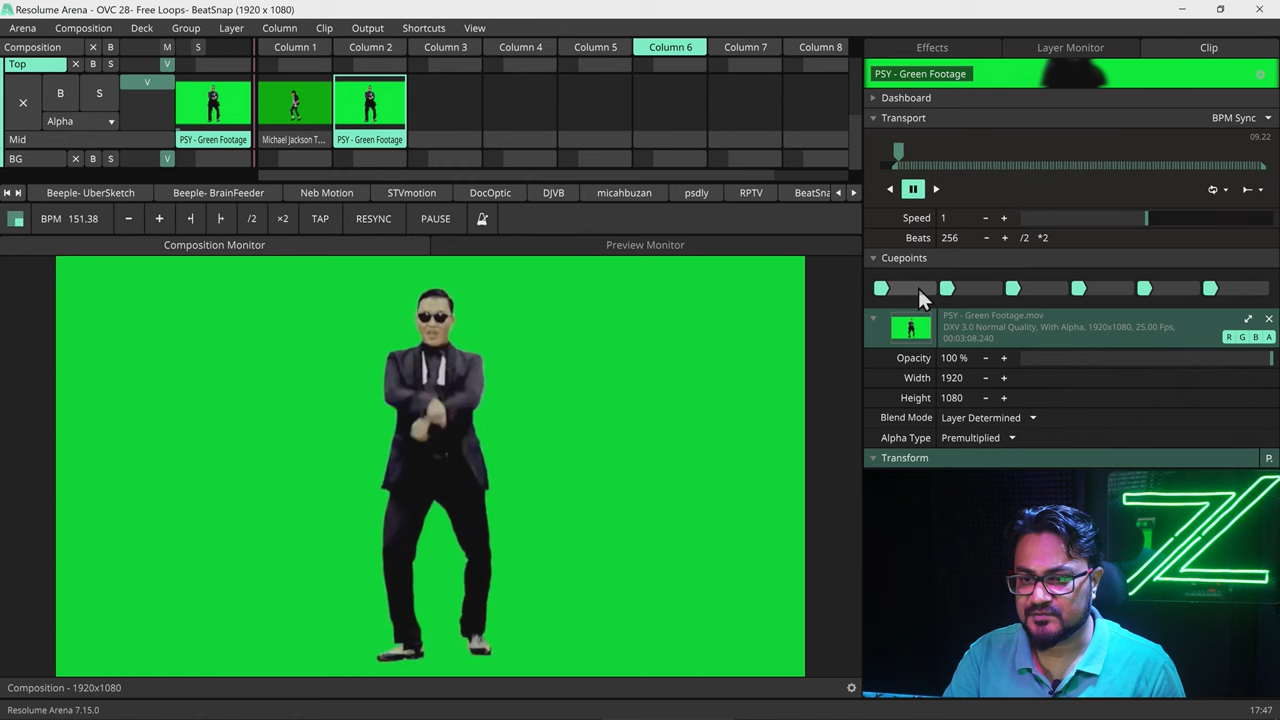 Resolume Arena - OVC 28- Free Loops- BeatSnap (1920 x 1080)
Arena Composition Deck Group Layer Column Clip Output Shortcuts View
Composition X B M S Column 1 Column 2 Column 3 Column 4 Column 5 Column 6 Column 7 Column 8
Effects Layer Monitor Clip
Top X B S V
PSY - Green Footage
Dashboard
B S V
Transport BPM Sync
Alpha
09.22
Mid PSY - Green Footage Michael Jackson T... PSY - Green Footage
BG X B S V
Beeple- UberSketch Beeple- BrainFeeder Neb Motion STVmotion DocOptic DJVB micahbuzan psdly RPTV BeatSna
BPM 151.38 - + /2 ×2 TAP RESYNC PAUSE
Speed 1 - +
Beats 256 - + /2 *2
Composition Monitor Preview Monitor
Cuepoints
PSY - Green Footage.mov
DXV 3.0 Normal Quality, With Alpha, 1920x1080, 25.00 Fps,
00:03:08.240
R G B A
Opacity 100 % - +
Width 1920 - +
Height 1080 - +
Blend Mode Layer Determined
Alpha Type Premultiplied
Transform P.
Composition - 1920x1080
Resolume Arena 7.15.0 17:47